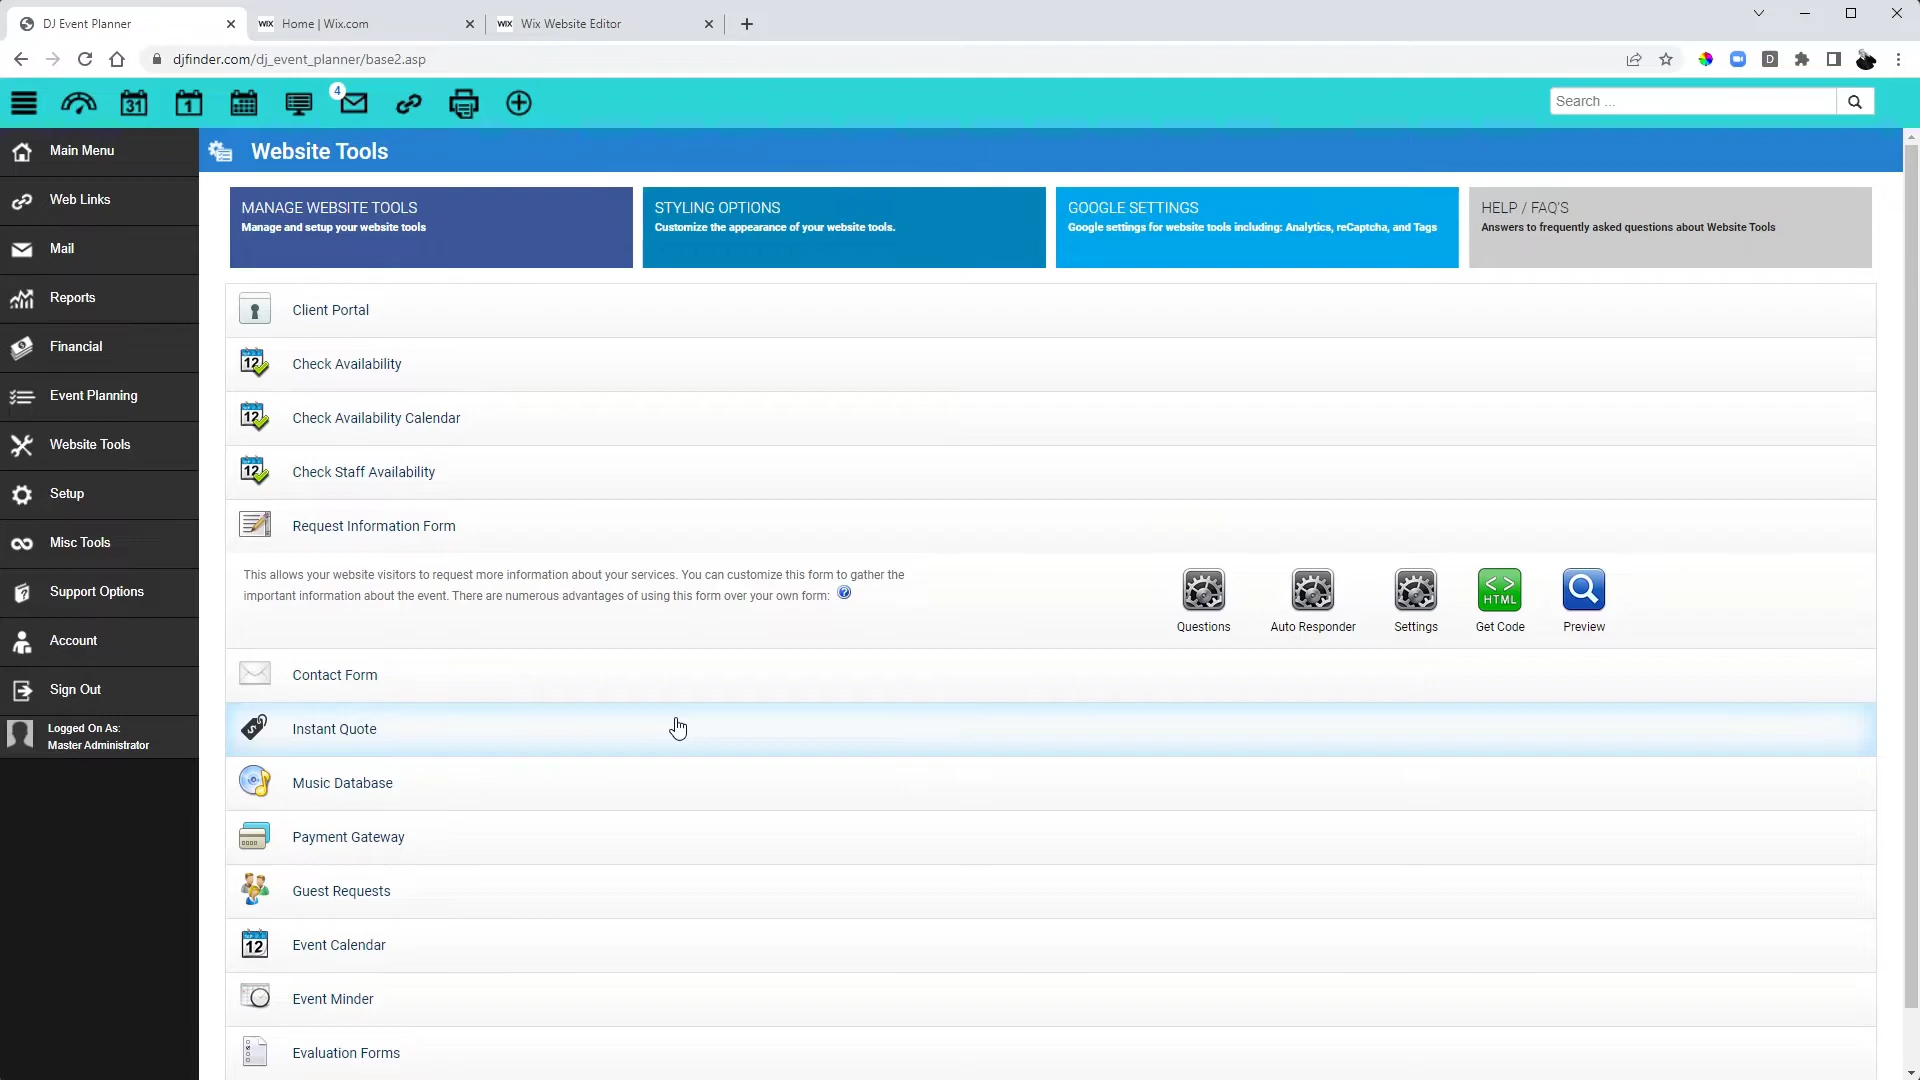 DJ Event Planner
WIX Home | Wix.com
WIX Wix Website Editor
djfinder.com/dj_event_planner/base2.asp
D
31
1
4
Search ...
Main Menu
Web Links
Mail
Reports
Financial
Event Planning
Website Tools
Setup
Misc Tools
Support Options
Account
Sign Out
Logged On As:
Master Administrator
Website Tools
MANAGE WEBSITE TOOLS
Manage and setup your website tools
STYLING OPTIONS
Customize the appearance of your website tools.
GOOGLE SETTINGS
Google settings for website tools including: Analytics, reCaptcha, and Tags
HELP / FAQ'S
Answers to frequently asked questions about Website Tools
Client Portal
12 Check Availability
12 Check Availability Calendar
12 Check Staff Availability
Request Information Form
This allows your website visitors to request more information about your services. You can customize this form to gather the
important information about the event. There are numerous advantages of using this form over your own form: ?
Questions
Auto Responder
Settings
<> HTML
Get Code
Preview
Contact Form
$ Instant Quote
Music Database
Payment Gateway
Guest Requests
12 Event Calendar
Event Minder
Evaluation Forms